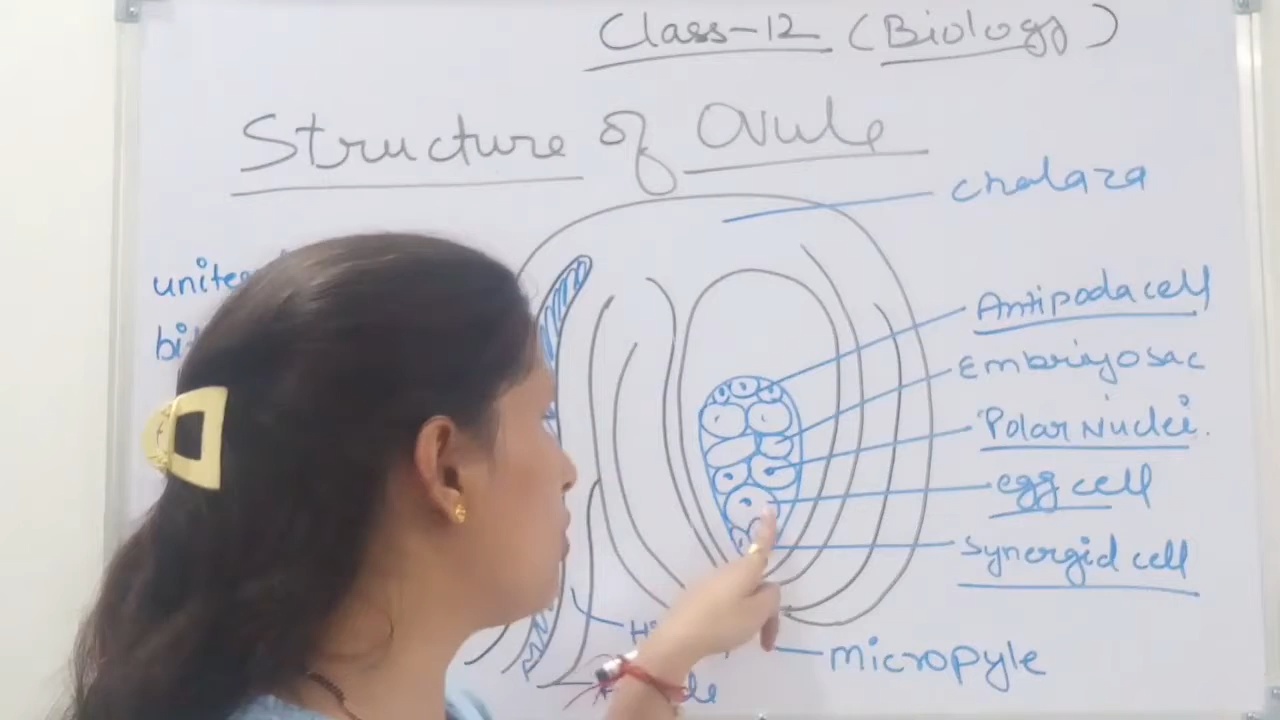 Class-12 (Biology)
Structure of Ovule
chalaza
Antipoda cell
Embriyosac
Polar Nuclei.
egg cell
Synergid cell
micropyle